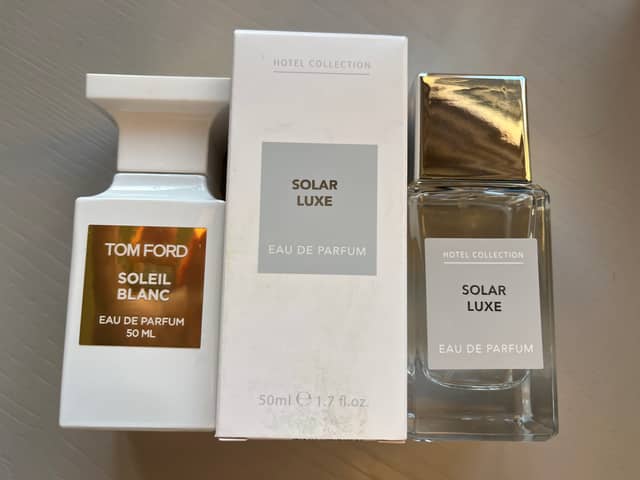 TOM FORD
SOLEIL
BLANC
EAU DE PARFUM
50 ML
HOTEL COLLECTION
SOLAR
LUXE
EAU DE PARFUM
50ml ℮ 1.7 fl.oz.
HOTEL COLLECTION
SOLAR
LUXE
EAU DE PARFUM